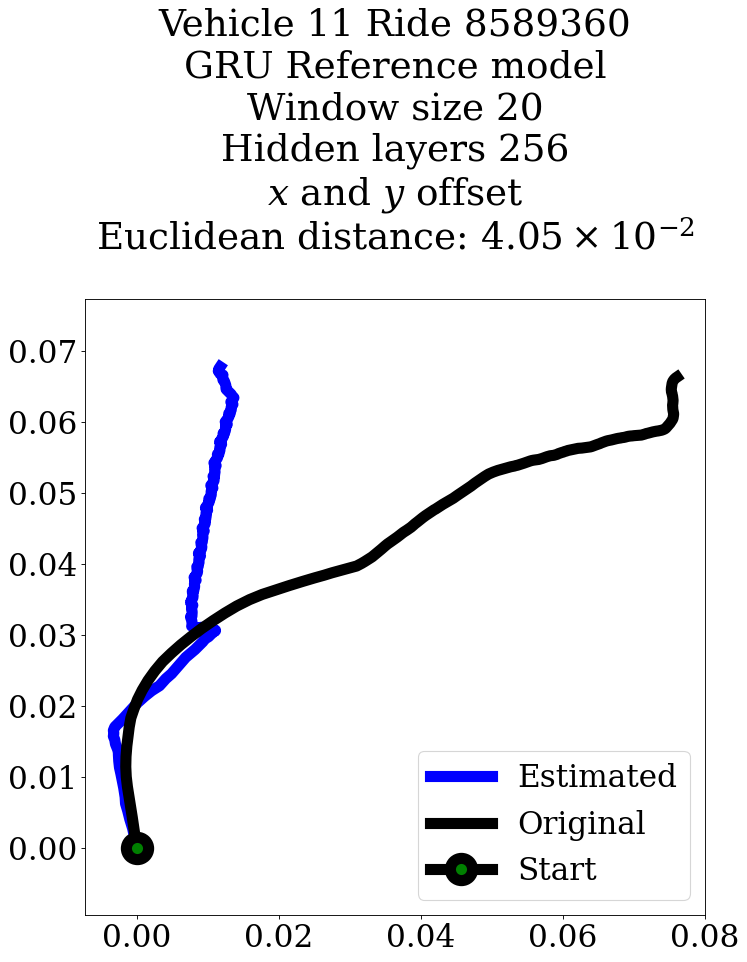 Vehicle 11 Ride 8589360
GRU Reference model
Window size 20
Hidden layers 256
x and y offset
Euclidean distance: 4.05 × 10⁻²
0.07
0.06
0.05
0.04
0.03
0.02
0.01
0.00
Estimated
Original
Start
0.00 0.02 0.04 0.06 0.08